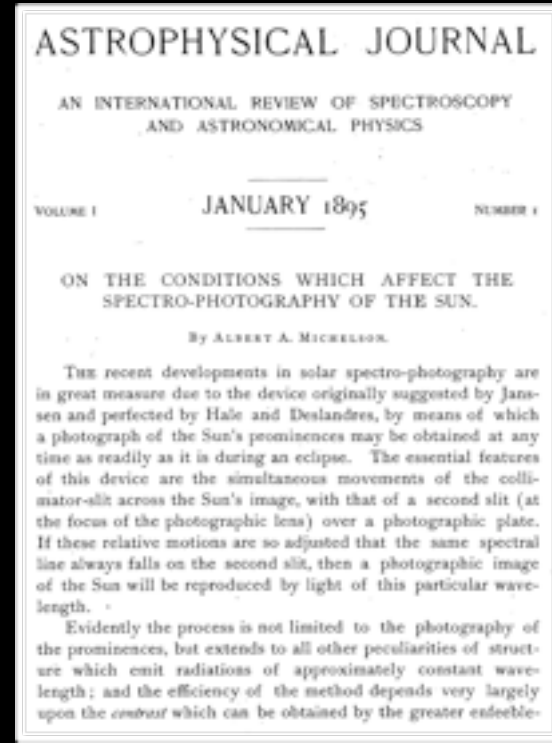 ASTROPHYSICAL JOURNAL
AN INTERNATIONAL REVIEW OF SPECTROSCOPY
AND ASTRONOMICAL PHYSICS
VOLUME I JANUARY 1895 NUMBER 1
ON THE CONDITIONS WHICH AFFECT THE
SPECTRO-PHOTOGRAPHY OF THE SUN.
By ALBERT A. MICHELSON.
THE recent developments in solar spectro-photography are
in great measure due to the device originally suggested by Jans-
sen and perfected by Hale and Deslandres, by means of which
a photograph of the Sun's prominences may be obtained at any
time as readily as it is during an eclipse. The essential features
of this device are the simultaneous movements of the colli-
mator-slit across the Sun's image, with that of a second slit (at
the focus of the photographic lens) over a photographic plate.
If these relative motions are so adjusted that the same spectral
line always falls on the second slit, then a photographic image
of the Sun will be reproduced by light of this particular wave-
length.
Evidently the process is not limited to the photography of
the prominences, but extends to all other peculiarities of struct-
ure which emit radiations of approximately constant wave-
length; and the efficiency of the method depends very largely
upon the contrast which can be obtained by the greater enfeeble-